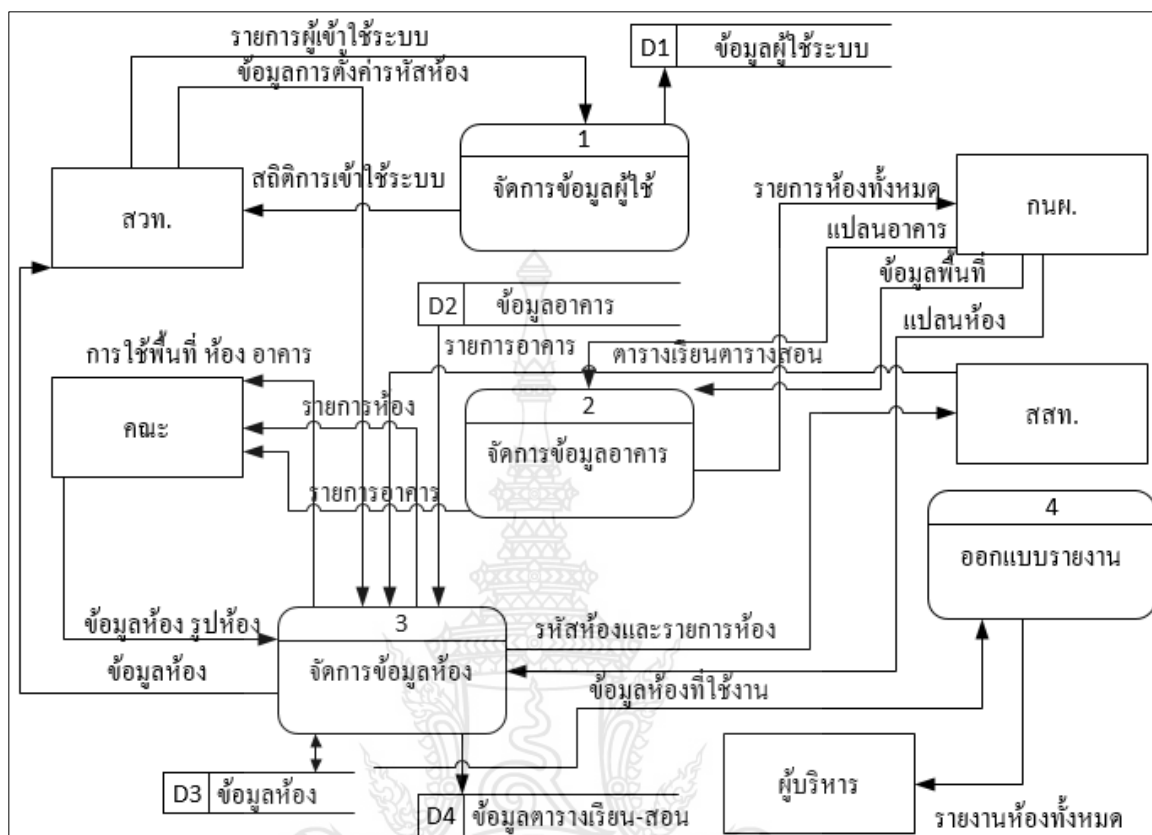 รายการผู้เข้าใช้ระบบ
D1 ข้อมูลผู้ใช้ระบบ
ข้อมูลการตั้งค่ารหัสห้อง
1
จัดการข้อมูลผู้ใช้
สถิติการเข้าใช้ระบบ
สวท.
รายการห้องทั้งหมด
กนผ.
แปลนอาคาร
ข้อมูลพื้นที่
แปลนห้อง
D2 ข้อมูลอาคาร
รายการอาคาร
ตารางเรียนตารางสอน
การใช้พื้นที่ ห้อง อาคาร
รายการห้อง
คณะ
2
จัดการข้อมูลอาคาร
สสท.
รายการอาคาร
4
ออกแบบรายงาน
ข้อมูลห้อง รูปห้อง
3
จัดการข้อมูลห้อง
รหัสห้องและรายการห้อง
ข้อมูลห้อง
ข้อมูลห้องที่ใช้งาน
ผู้บริหาร
D3 ข้อมูลห้อง
D4 ข้อมูลตารางเรียน-สอน
รายงานห้องทั้งหมด